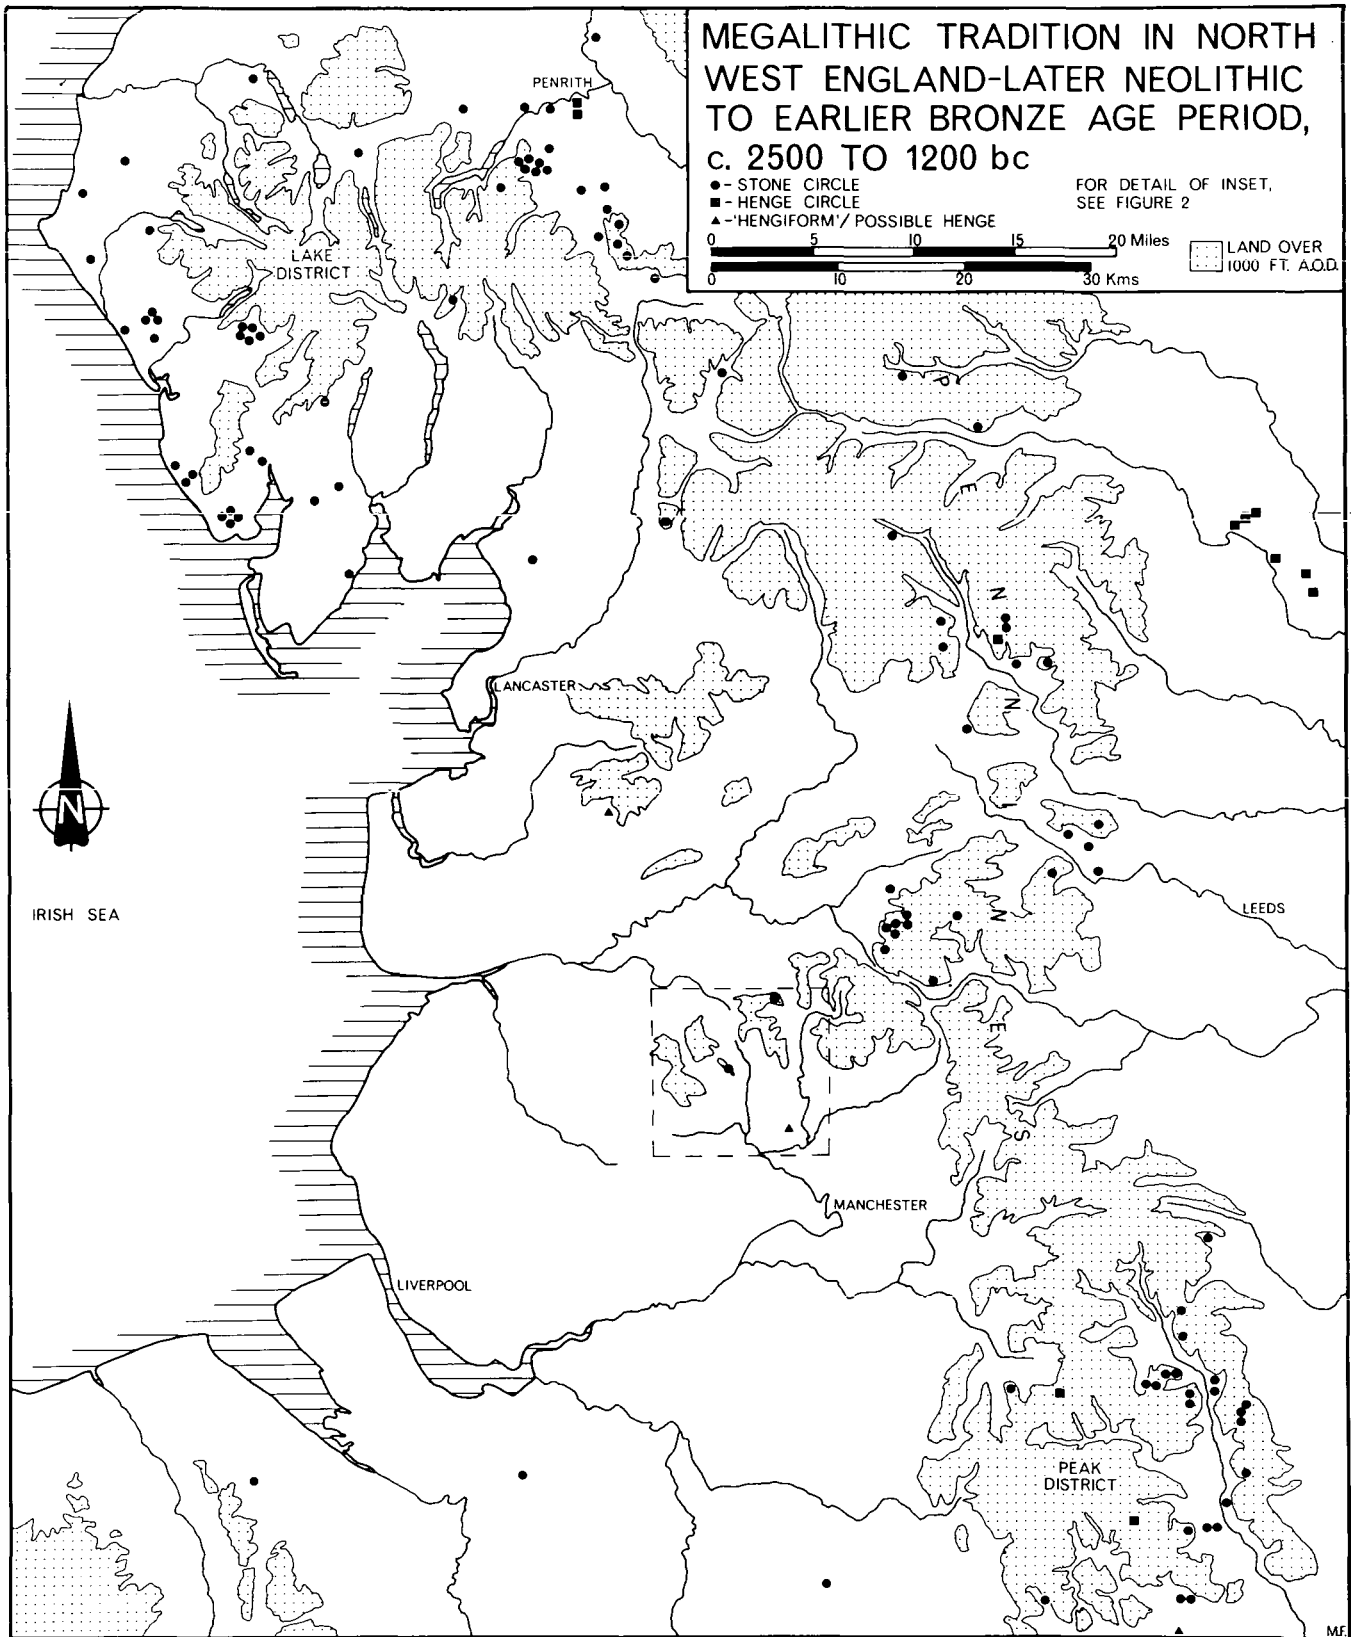 MEGALITHIC TRADITION IN NORTH
WEST ENGLAND-LATER NEOLITHIC
TO EARLIER BRONZE AGE PERIOD,
c. 2500 TO 1200 bc
●- STONE CIRCLE
■- HENGE CIRCLE
▲-'HENGIFORM'/ POSSIBLE HENGE
FOR DETAIL OF INSET,
SEE FIGURE 2
0 5 10 15 20 Miles
0 10 20 30 Kms
LAND OVER
1000 FT. A.O.D.
PENRITH
LAKE
DISTRICT
LANCASTER
N
IRISH SEA
PENNINES
LEEDS
MANCHESTER
LIVERPOOL
PEAK
DISTRICT
M.F.